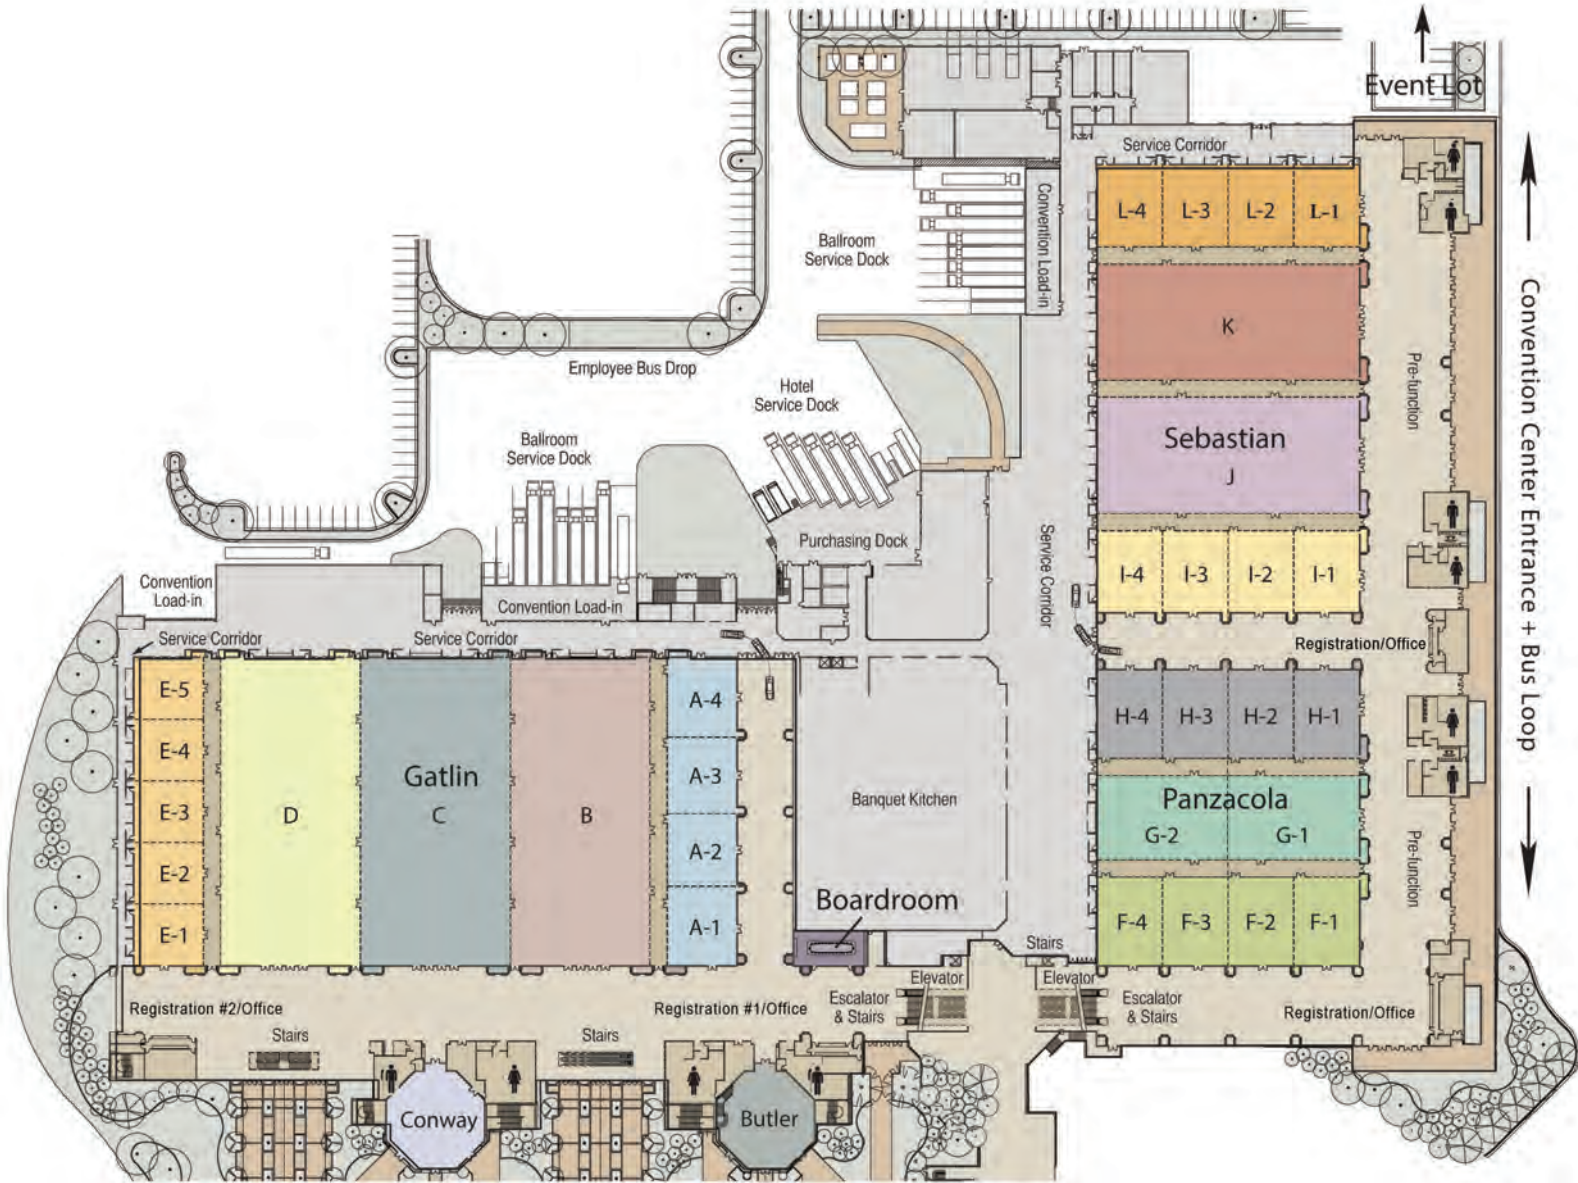 Event Lot
Service Corridor
L-4
L-3
L-2
L-1
Convention Load-in
Ballroom
Service Dock
Convention Center Entrance + Bus Loop
K
Pre-function
Employee Bus Drop
Hotel
Service Dock
Sebastian
J
Ballroom
Service Dock
Purchasing Dock
Service Corridor
I-4
I-3
I-2
I-1
Convention
Load-in
Convention Load-in
Service Corridor
Service Corridor
Registration/Office
E-5
E-4
E-3
E-2
E-1
D
Gatlin
C
B
A-4
A-3
A-2
A-1
Banquet Kitchen
Boardroom
H-4
H-3
H-2
H-1
Panzacola
G-2
G-1
Pre-function
F-4
F-3
F-2
F-1
Stairs
Elevator
Elevator
Registration #2/Office
Registration #1/Office
Escalator
& Stairs
Escalator
& Stairs
Registration/Office
Stairs
Stairs
Conway
Butler